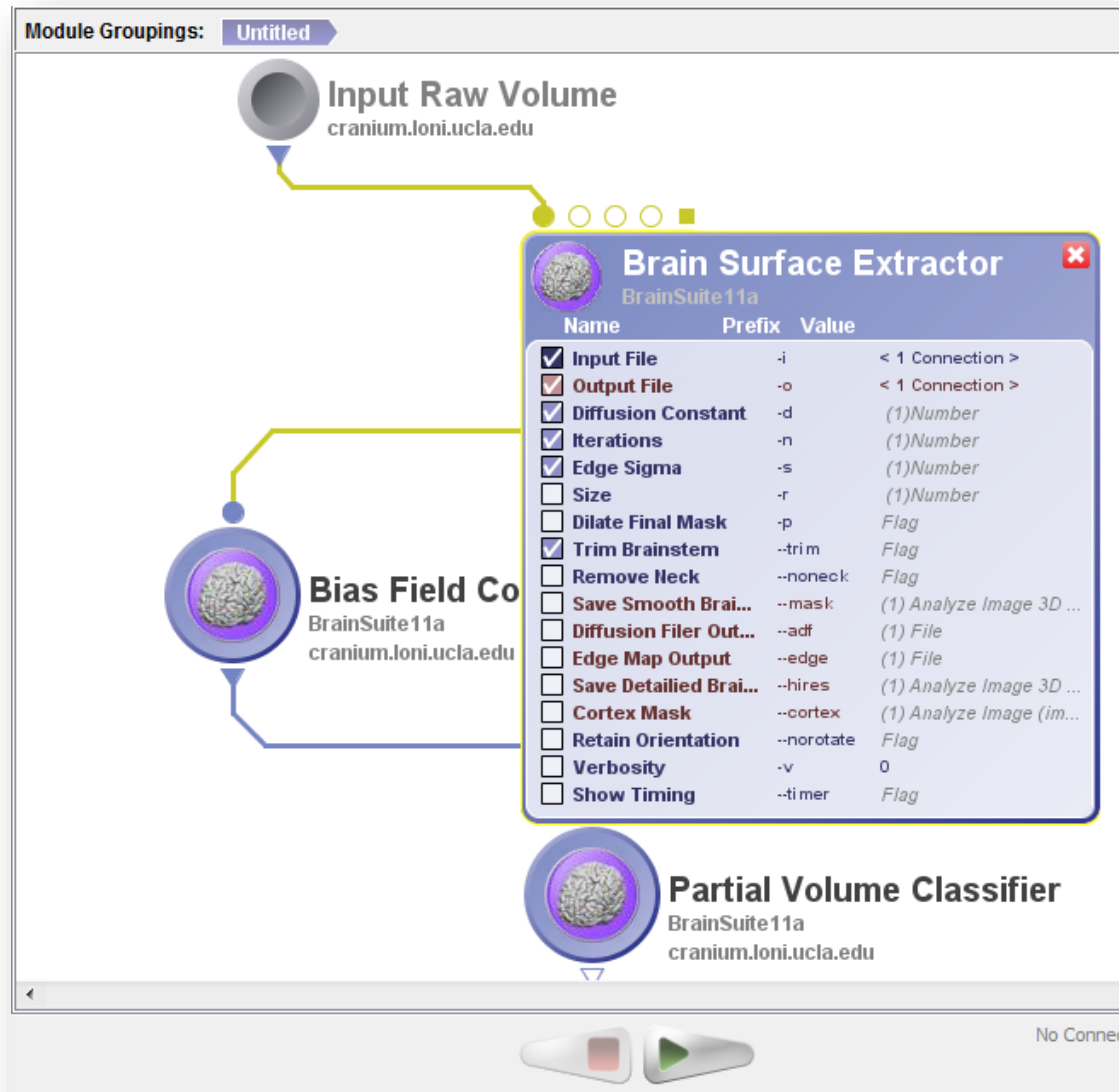 Module Groupings: Untitled
Input Raw Volume
cranium.loni.ucla.edu
Brain Surface Extractor
BrainSuite11a
Name Prefix Value
Input File -i < 1 Connection >
Output File -o < 1 Connection >
Diffusion Constant -d (1)Number
Iterations -n (1)Number
Edge Sigma -s (1)Number
Size -r (1)Number
Dilate Final Mask -p Flag
Trim Brainstem --trim Flag
Remove Neck --noneck Flag
Save Smooth Brai... --mask (1) Analyze Image 3D ...
Diffusion Filer Out... --adf (1) File
Edge Map Output --edge (1) File
Save Detailied Brai... --hires (1) Analyze Image 3D ...
Cortex Mask --cortex (1) Analyze Image (im...
Retain Orientation --norotate Flag
Verbosity -v 0
Show Timing --timer Flag
Bias Field Co
BrainSuite11a
cranium.loni.ucla.edu
Partial Volume Classifier
BrainSuite11a
cranium.loni.ucla.edu
No Connec